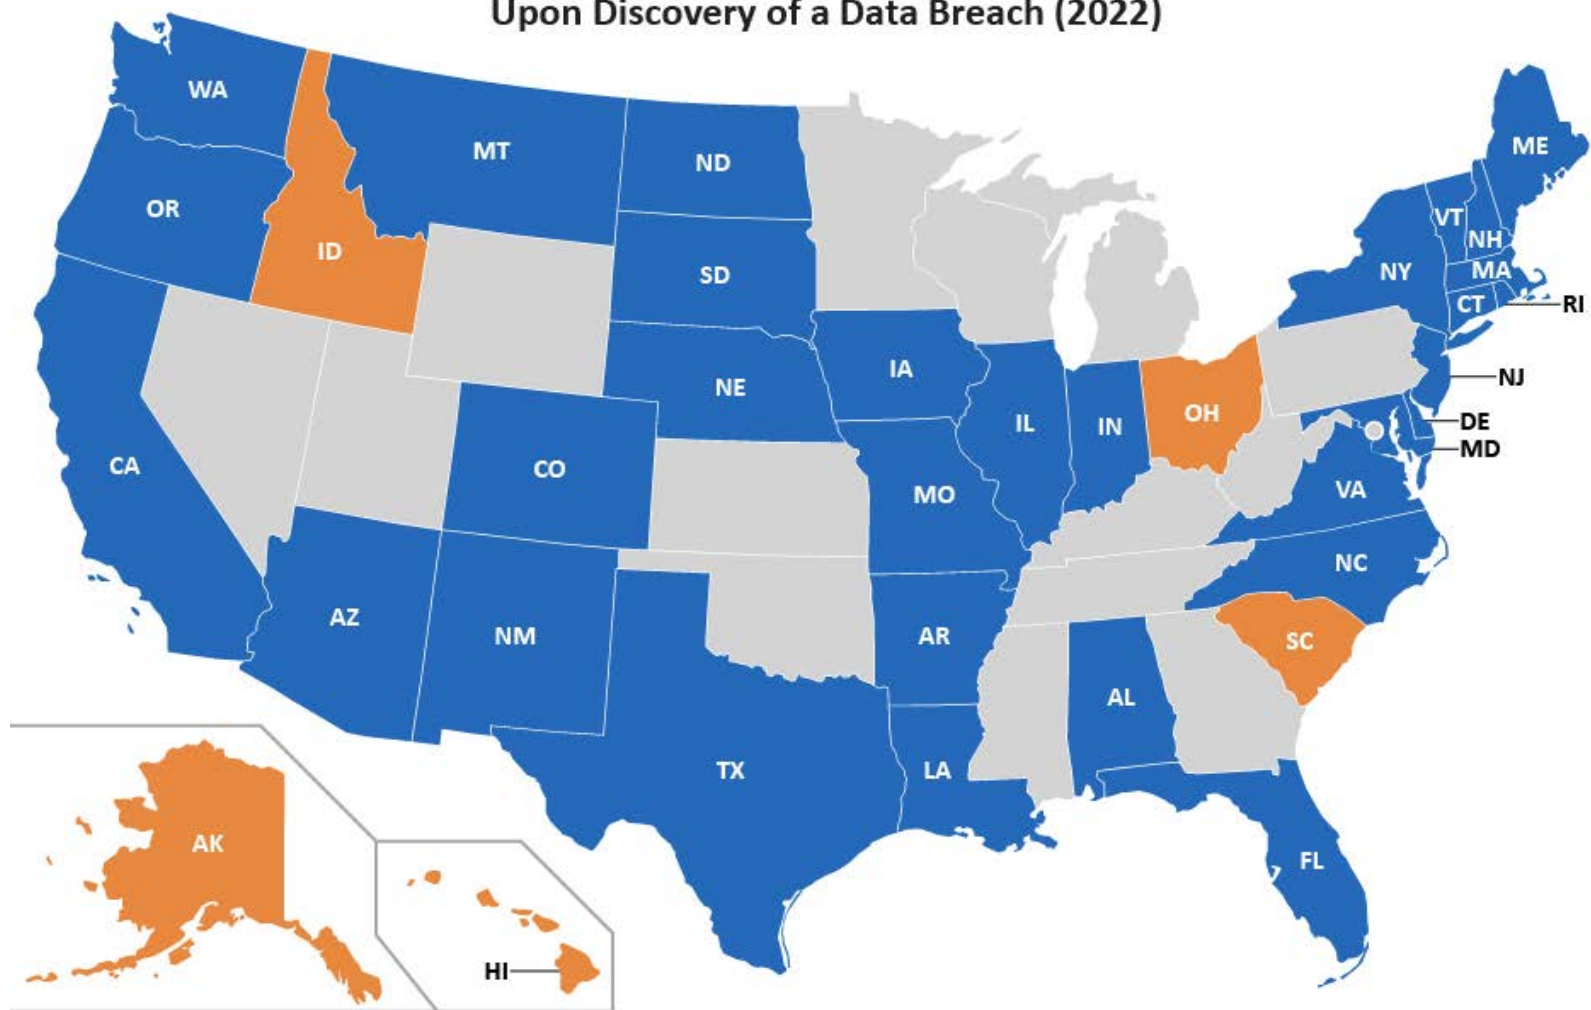 Upon Discovery of a Data Breach (2022)
WA
MT
ND
ME
OR
VT
ID
NH
SD
NY
MA
CT
RI
IA
NJ
NE
OH
DE
IL
IN
MD
CA
CO
VA
MO
NC
AZ
NM
AR
SC
AL
TX
LA
FL
AK
HI